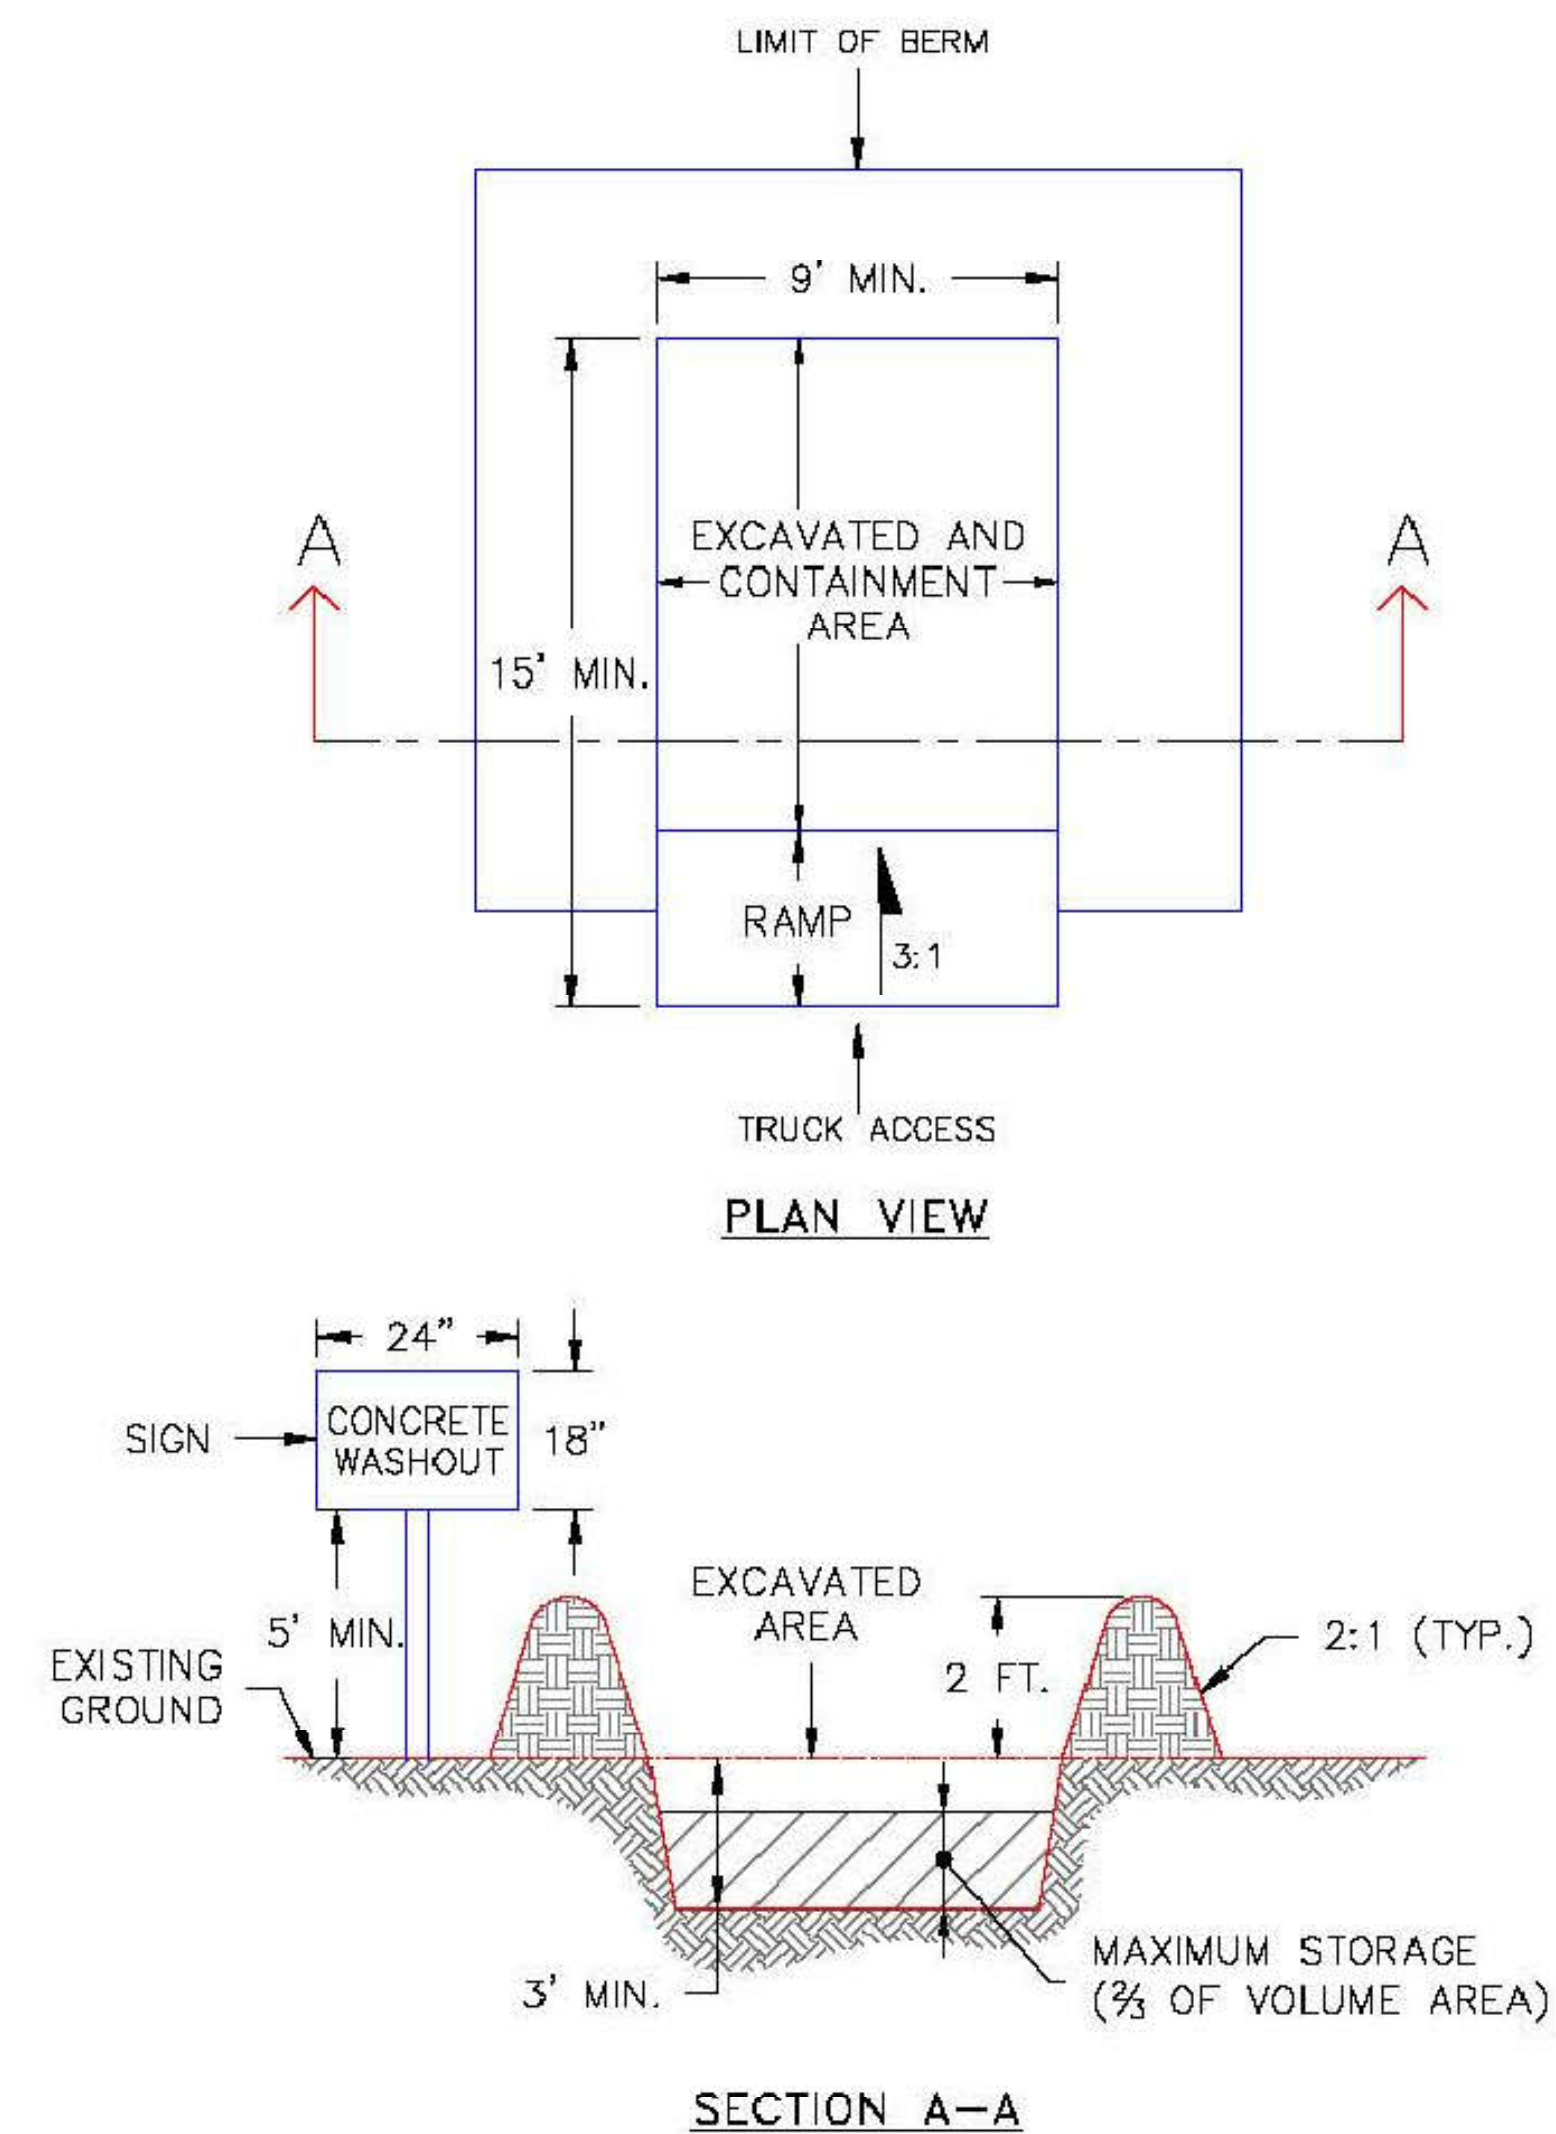 LIMIT OF BERM
9' MIN.
A
A
EXCAVATED AND
CONTAINMENT
AREA
15' MIN.
RAMP
3:1
TRUCK ACCESS
PLAN VIEW
24"
SIGN
CONCRETE
WASHOUT
18"
5' MIN.
EXISTING
GROUND
EXCAVATED
AREA
2 FT.
2:1 (TYP.)
3' MIN.
MAXIMUM STORAGE
(⅔ OF VOLUME AREA)
SECTION A-A